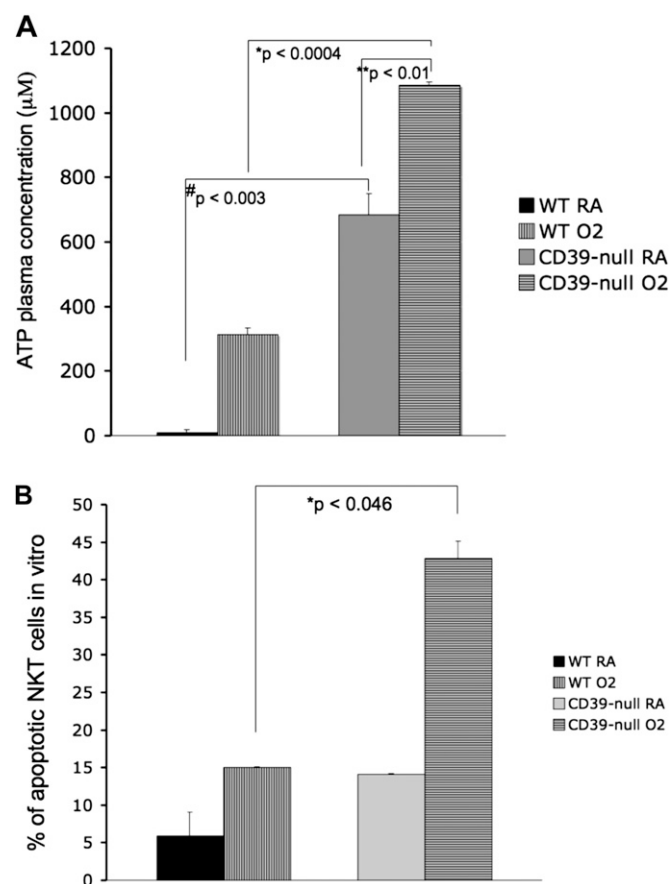 A
ATP plasma concentration (µM)
1200
1000
800
600
400
200
0
*p < 0.0004
**p < 0.01
#p < 0.003
WT RA
WT O2
CD39-null RA
CD39-null O2
B
% of apoptotic NKT cells in vitro
50
45
40
35
30
25
20
15
10
5
0
*p < 0.046
WT RA
WT O2
CD39-null RA
CD39-null O2